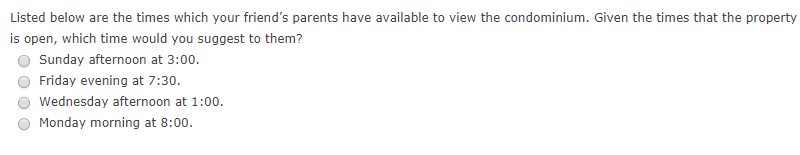 Listed below are the times which your friend's parents have available to view the condominium. Given the times that the property
is open, which time would you suggest to them?
Sunday afternoon at 3:00.
Friday evening at 7:30.
Wednesday afternoon at 1:00.
Monday morning at 8:00.